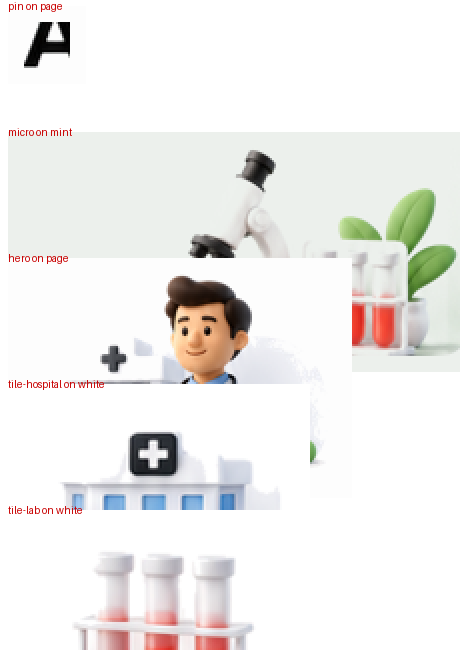 pin on page
A
micro on mint
hero on page
tile-hospital on white
tile-lab on white